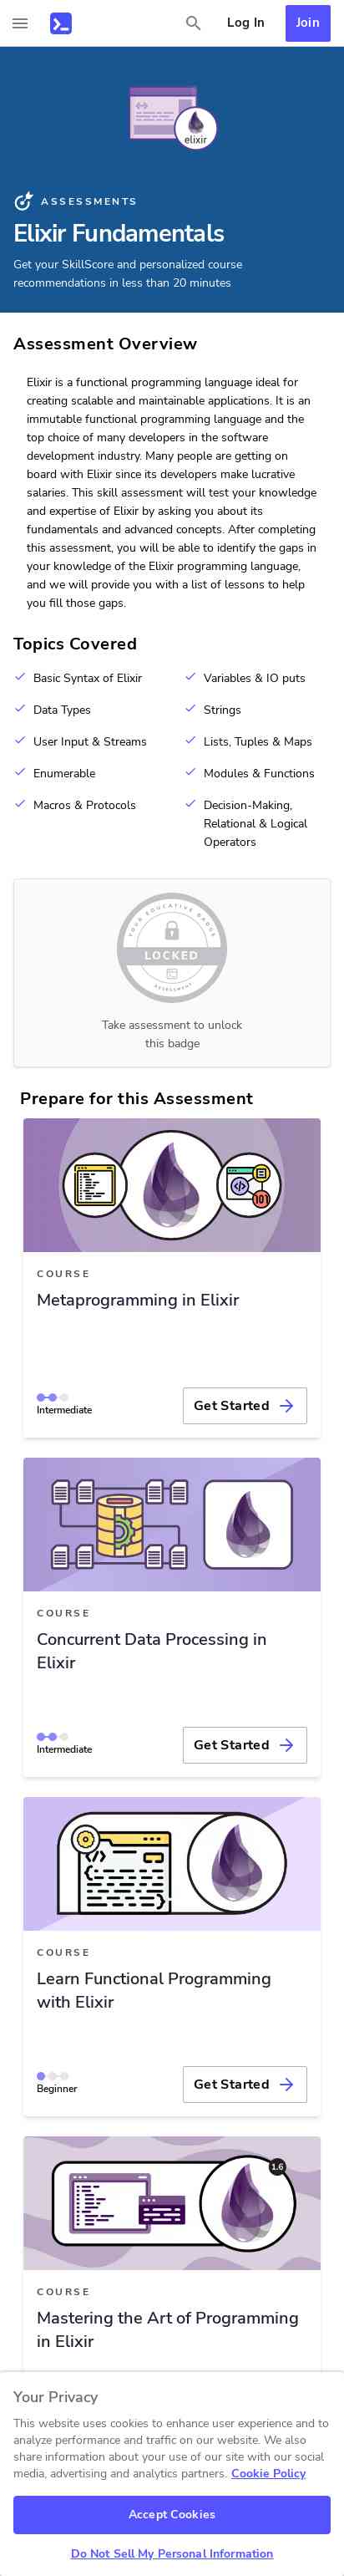 Log In
Join
elixir
ASSESSMENTS
Elixir Fundamentals
Get your SkillScore and personalized course
recommendations in less than 20 minutes
Assessment Overview
Elixir is a functional programming language ideal for
creating scalable and maintainable applications. It is an
immutable functional programming language and the
top choice of many developers in the software
development industry. Many people are getting on
board with Elixir since its developers make lucrative
salaries. This skill assessment will test your knowledge
and expertise of Elixir by asking you about its
fundamentals and advanced concepts. After completing
this assessment, you will be able to identify the gaps in
your knowledge of the Elixir programming language,
and we will provide you with a list of lessons to help
you fill those gaps.
Topics Covered
Basic Syntax of Elixir
Variables & IO puts
Data Types
Strings
User Input & Streams
Lists, Tuples & Maps
Enumerable
Modules & Functions
Macros & Protocols
Decision-Making,
Relational & Logical
Operators
YOUR EDUCATIVE BADGE
LOCKED
ASSESSMENT
Take assessment to unlock
this badge
Prepare for this Assessment
101
COURSE
Metaprogramming in Elixir
Intermediate
Get Started
COURSE
Concurrent Data Processing in
Elixir
Intermediate
Get Started
COURSE
Learn Functional Programming
with Elixir
Beginner
Get Started
1.6
COURSE
Mastering the Art of Programming
in Elixir
Your Privacy
This website uses cookies to enhance user experience and to
analyze performance and traffic on our website. We also
share information about your use of our site with our social
media, advertising and analytics partners. Cookie Policy
Accept Cookies
Do Not Sell My Personal Information